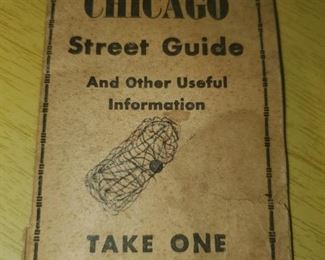 CHICAGO
Street Guide
And Other Useful
Information
TAKE ONE